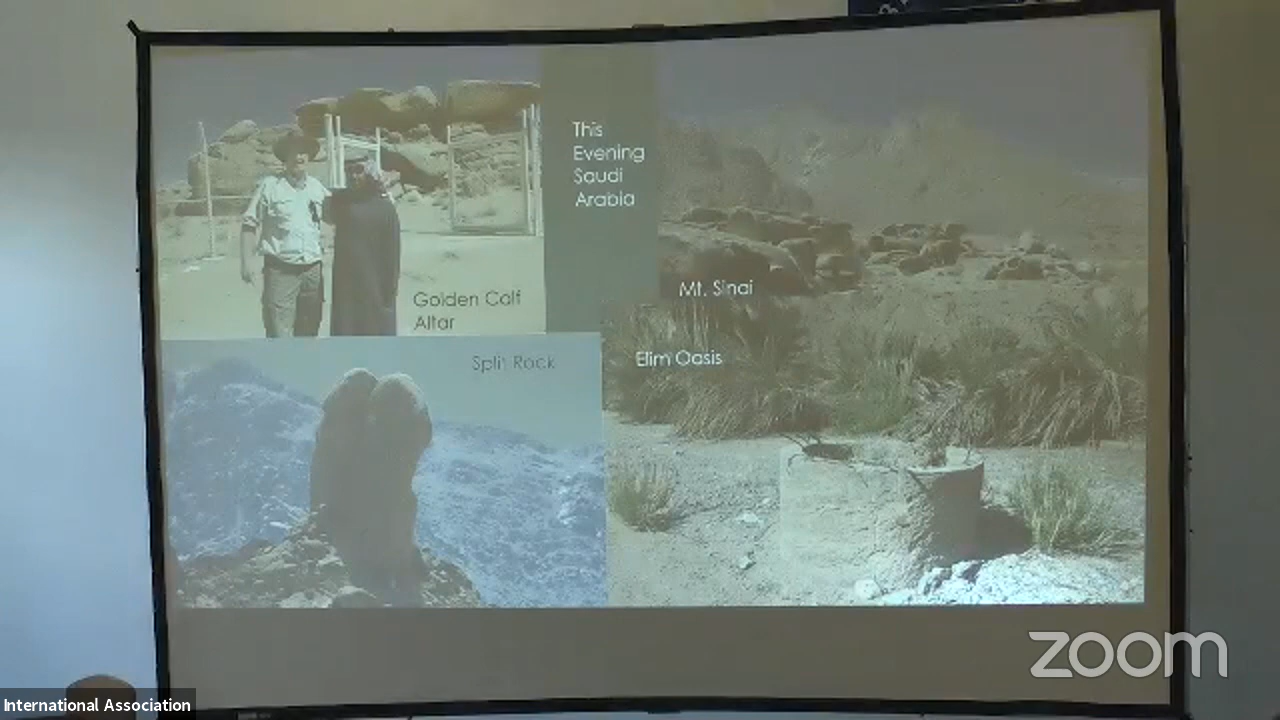 This
Evening
Saudi
Arabia
Golden Calf
Altar
Mt. Sinai
Split Rock
Elim Oasis
zoom
International Association